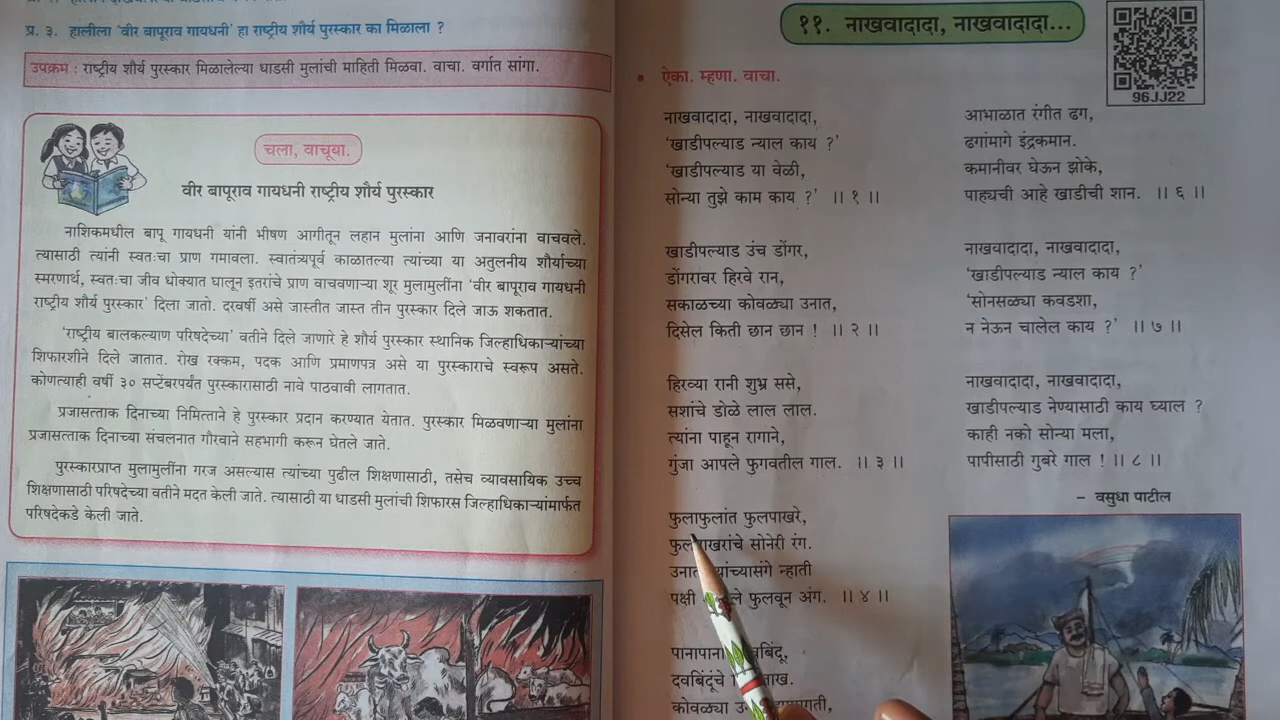 प्र. ३. हालीला ‘वीर बापूराव गायधनी’ हा राष्ट्रीय शौर्य पुरस्कार का मिळाला ?
उपक्रम : राष्ट्रीय शौर्य पुरस्कार मिळालेल्या धाडसी मुलांची माहिती मिळवा. वाचा. वर्गात सांगा.
चला, वाचूया.
वीर बापूराव गायधनी राष्ट्रीय शौर्य पुरस्कार
नाशिकमधील बापू गायधनी यांनी भीषण आगीतून लहान मुलांना आणि जनावरांना वाचवले.
त्यासाठी त्यांनी स्वतःचा प्राण गमावला. स्वातंत्र्यपूर्व काळातल्या त्यांच्या या अतुलनीय शौर्याच्या
स्मरणार्थ, स्वतःचा जीव धोक्यात घालून इतरांचे प्राण वाचवणाऱ्या शूर मुलामुलींना ‘वीर बापूराव गायधनी
राष्ट्रीय शौर्य पुरस्कार’ दिला जातो. दरवर्षी असे जास्तीत जास्त तीन पुरस्कार दिले जाऊ शकतात.
‘राष्ट्रीय बालकल्याण परिषदेच्या’ वतीने दिले जाणारे हे शौर्य पुरस्कार स्थानिक जिल्हाधिकाऱ्यांच्या
शिफारशीने दिले जातात. रोख रक्कम, पदक आणि प्रमाणपत्र असे या पुरस्काराचे स्वरूप असते.
कोणत्याही वर्षी ३० सप्टेंबरपर्यंत पुरस्कारासाठी नावे पाठवावी लागतात.
प्रजासत्ताक दिनाच्या निमित्ताने हे पुरस्कार प्रदान करण्यात येतात. पुरस्कार मिळवणाऱ्या मुलांना
प्रजासत्ताक दिनाच्या संचलनात गौरवाने सहभागी करून घेतले जाते.
पुरस्कारप्राप्त मुलामुलींना गरज असल्यास त्यांच्या पुढील शिक्षणासाठी, तसेच व्यावसायिक उच्च
शिक्षणासाठी परिषदेच्या वतीने मदत केली जाते. त्यासाठी या धाडसी मुलांची शिफारस जिल्हाधिकाऱ्यांमार्फत
परिषदेकडे केली जाते.
११. नाखवादादा, नाखवादादा...
96JJ22
• ऐका. म्हणा. वाचा.
नाखवादादा, नाखवादादा,
‘खाडीपल्याड न्याल काय ?’
‘खाडीपल्याड या वेळी,
सोन्या तुझे काम काय ?’ ॥ १ ॥
खाडीपल्याड उंच डोंगर,
डोंगरावर हिरवे रान,
सकाळच्या कोवळ्या उनात,
दिसेल किती छान छान ! ॥ २ ॥
हिरव्या रानी शुभ्र ससे,
सशांचे डोळे लाल लाल.
त्यांना पाहून रागाने,
गुंजा आपले फुगवतील गाल. ॥ ३ ॥
फुलाफुलांत फुलपाखरे,
सोनेरी रंग.
न्हाती
पक्षी फुलवून अंग. ॥ ४ ॥
पानापाना
दवबिंदूंचे
कोवळ्या
आभाळात रंगीत ढग,
ढगांमागे इंद्रकमान.
कमानीवर घेऊन झोके,
पाह्यची आहे खाडीची शान. ॥ ६ ॥
नाखवादादा, नाखवादादा,
‘खाडीपल्याड न्याल काय ?’
‘सोनसळ्या कवडशा,
न नेऊन चालेल काय ?’ ॥ ७ ॥
नाखवादादा, नाखवादादा,
खाडीपल्याड नेण्यासाठी काय घ्याल ?
काही नको सोन्या मला,
पापीसाठी गुबरे गाल ! ॥ ८ ॥
– वसुधा पाटील